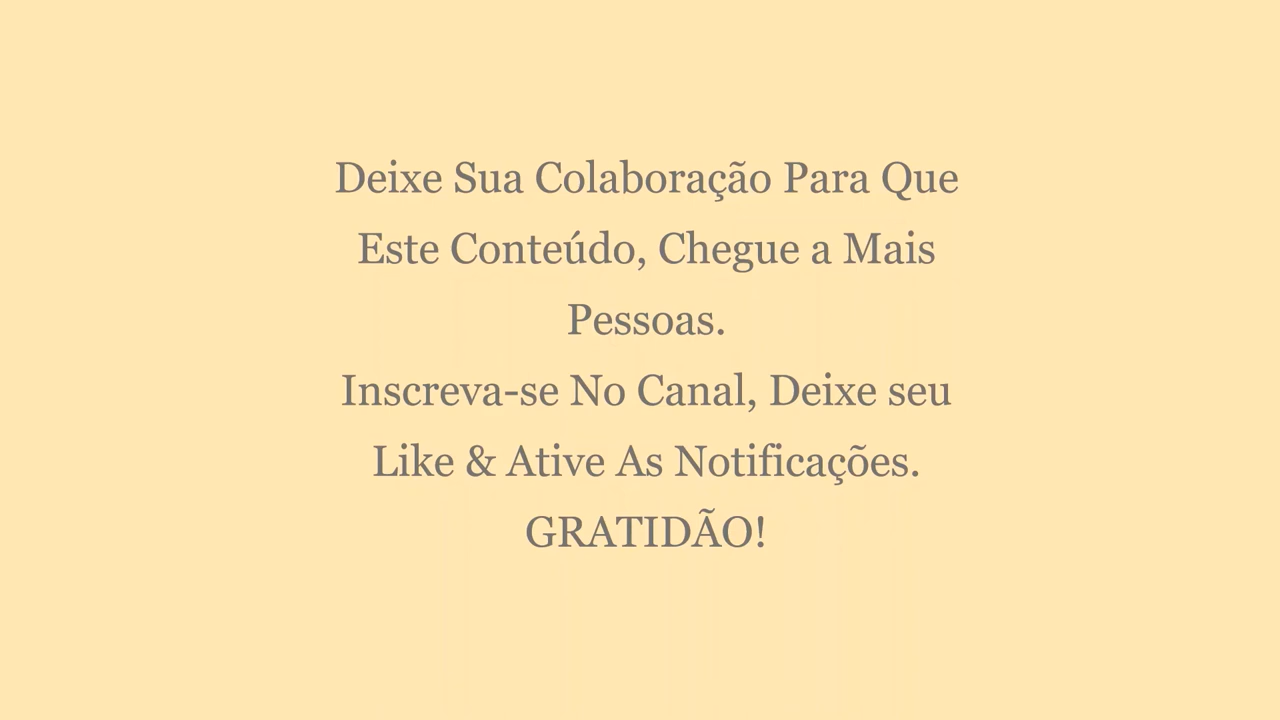 Deixe Sua Colaboração Para Que
Este Conteúdo, Chegue a Mais
Pessoas.
Inscreva-se No Canal, Deixe seu
Like & Ative As Notificações.
GRATIDÃO!